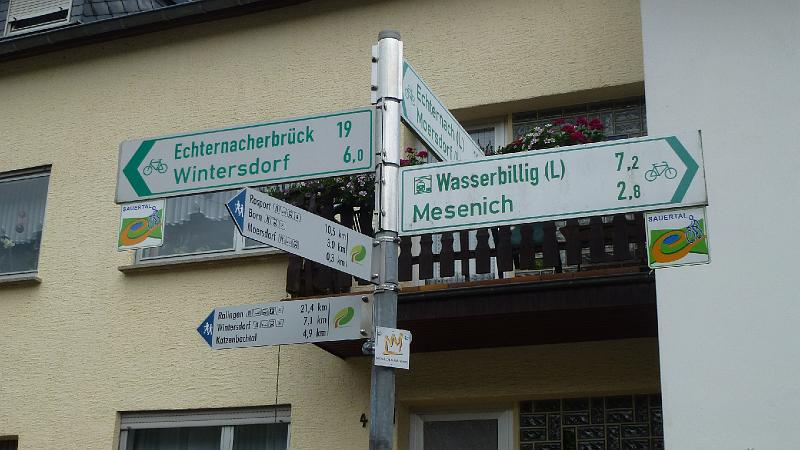 Echternach (L)
Moersdorf (L)
Echternacherbrück 19
Wintersdorf 6,0
Wasserbillig (L) 7,2
Mesenich 2,8
SAUERTAL
SAUERTAL
Rosport 10,5 km
Born 3,0 km
Moersdorf 0,3 km
Ralingen 21,4 km
Wintersdorf 7,1 km
Katzenbachtal 4,9 km
4